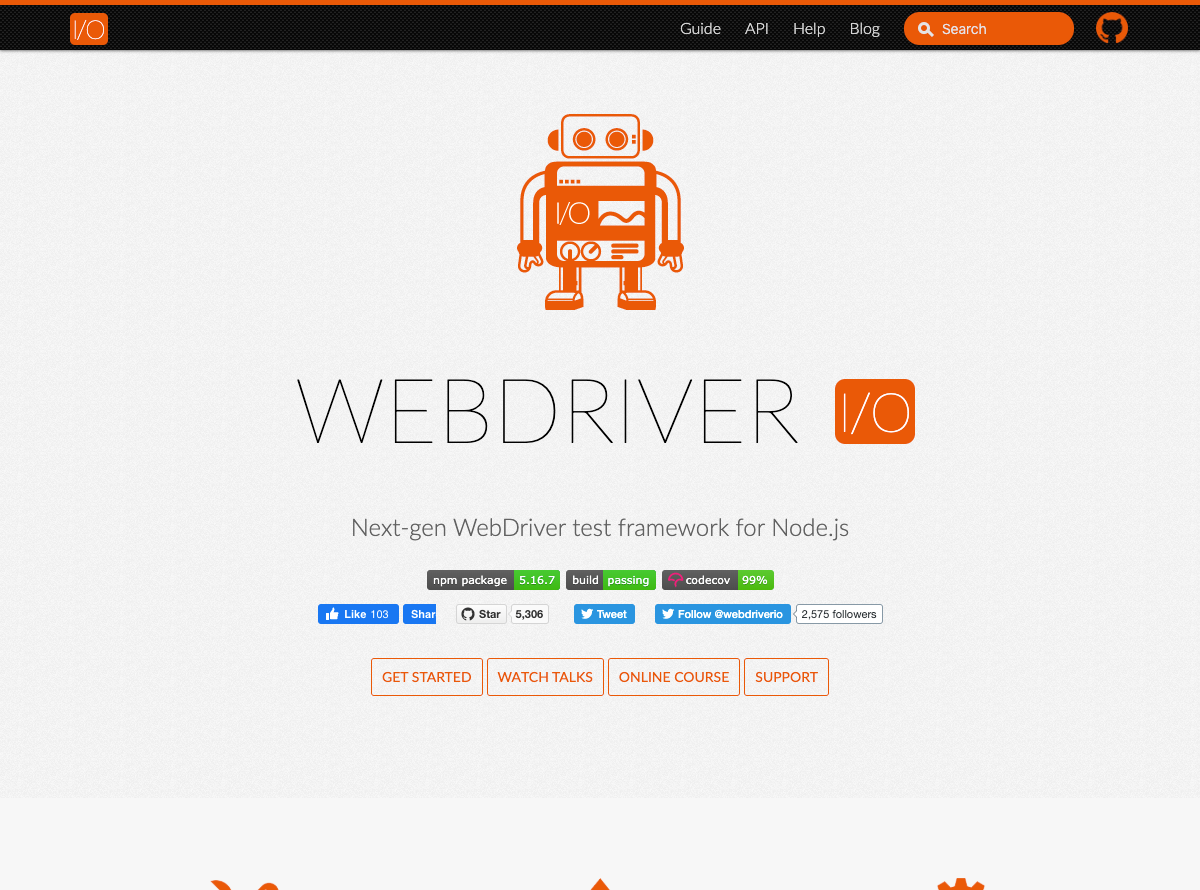 I/O Guide API Help Blog Search
I/O
WEBDRIVER I/O
Next-gen WebDriver test framework for Node.js
npm package 5.16.7 build passing codecov 99%
Like 103 Shar Star 5,306 Tweet Follow @webdriverio 2,575 followers
GET STARTED WATCH TALKS ONLINE COURSE SUPPORT